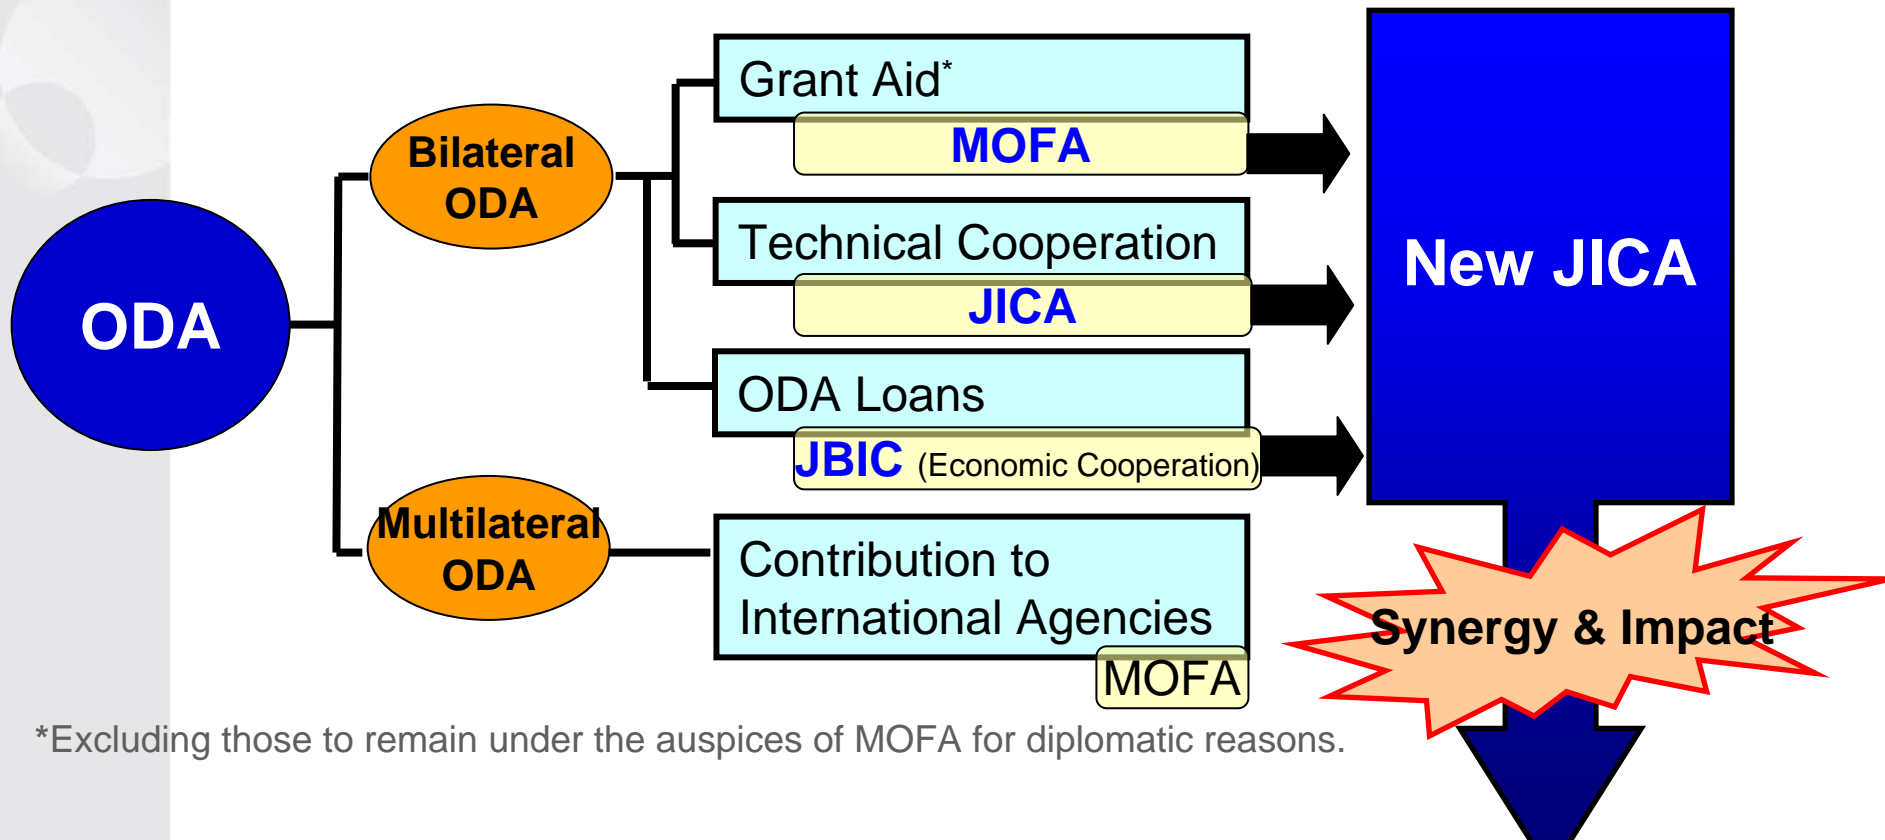 ODA
Bilateral
ODA
Multilateral
ODA
Grant Aid*
MOFA
Technical Cooperation
JICA
ODA Loans
JBIC (Economic Cooperation)
Contribution to
International Agencies
MOFA
New JICA
Synergy & Impact
*Excluding those to remain under the auspices of MOFA for diplomatic reasons.